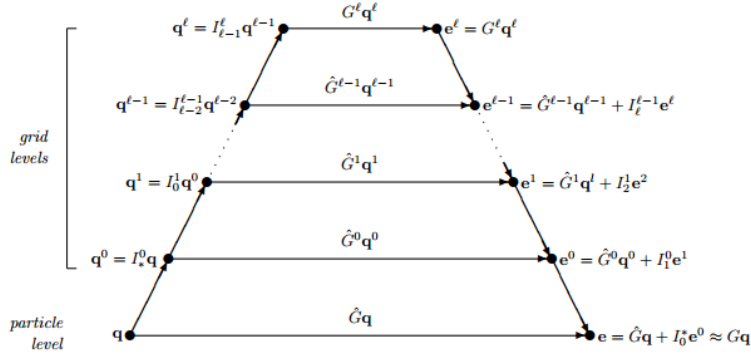 G^ℓ q^ℓ
q^ℓ = I^ℓ_{ℓ−1} q^{ℓ−1}
e^ℓ = G^ℓ q^ℓ
Ĝ^{ℓ−1} q^{ℓ−1}
q^{ℓ−1} = I^{ℓ−1}_{ℓ−2} q^{ℓ−2}
e^{ℓ−1} = Ĝ^{ℓ−1} q^{ℓ−1} + I^{ℓ−1}_ℓ e^ℓ
grid
levels
Ĝ^1 q^1
q^1 = I^1_0 q^0
e^1 = Ĝ^1 q^l + I^1_2 e^2
Ĝ^0 q^0
q^0 = I^0_* q
e^0 = Ĝ^0 q^0 + I^0_1 e^1
particle
level
Ĝq
q
e = Ĝq + I^*_0 e^0 ≈ Gq